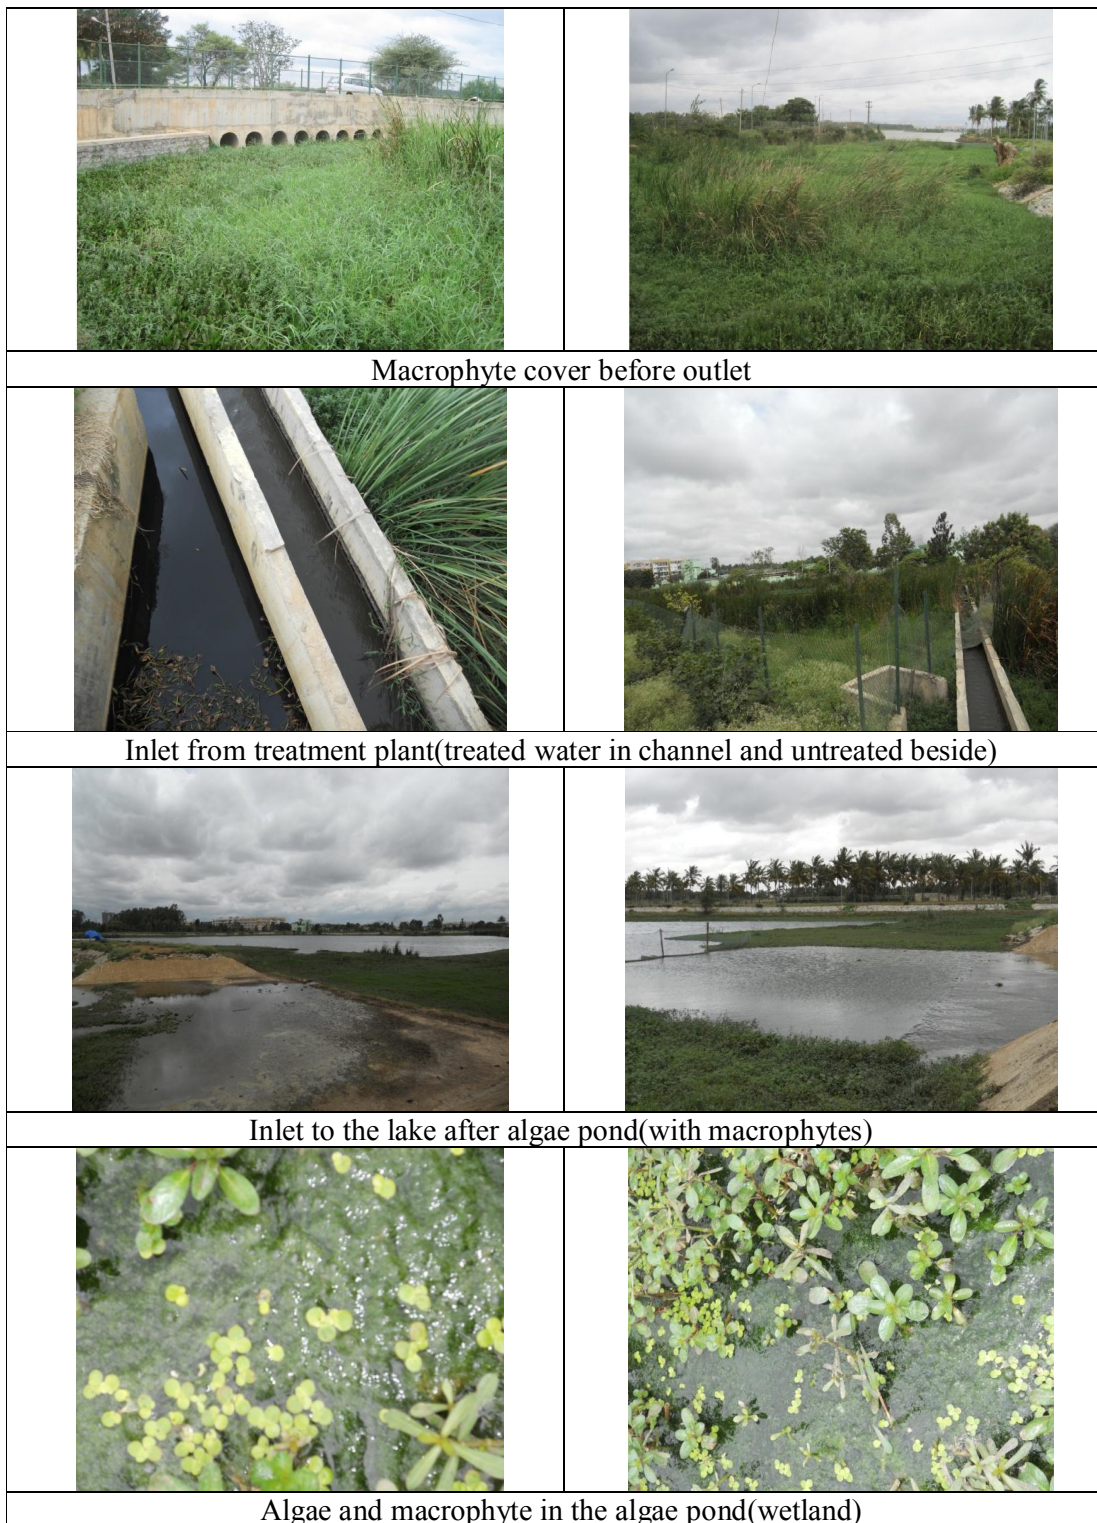 Macrophyte cover before outlet
Inlet from treatment plant(treated water in channel and untreated beside)
Inlet to the lake after algae pond(with macrophytes)
Algae and macrophyte in the algae pond(wetland)